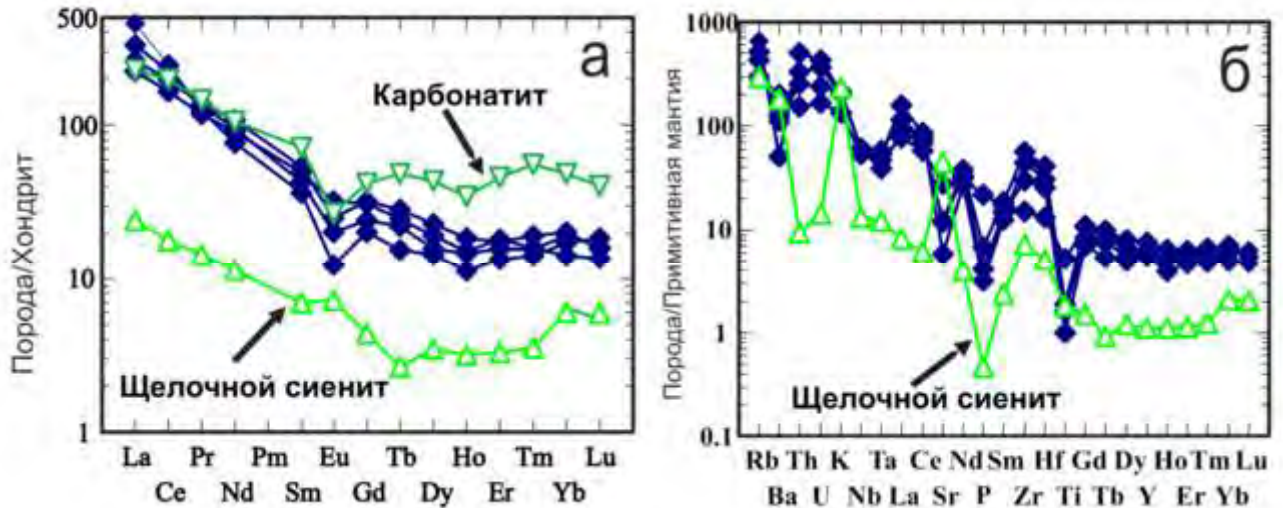 Порода/Хондрит
500
100
10
1
а
Карбонатит
Щелочной сиенит
La Pr Pm Eu Tb Ho Tm Lu
Ce Nd Sm Gd Dy Er Yb
Порода/Примитивная мантия
1000
100
10
1
0.1
б
Щелочной сиенит
Rb Th K Ta Ce Nd Sm Hf Gd Dy Ho Tm Lu
Ba U Nb La Sr P Zr Ti Tb Y Er Yb